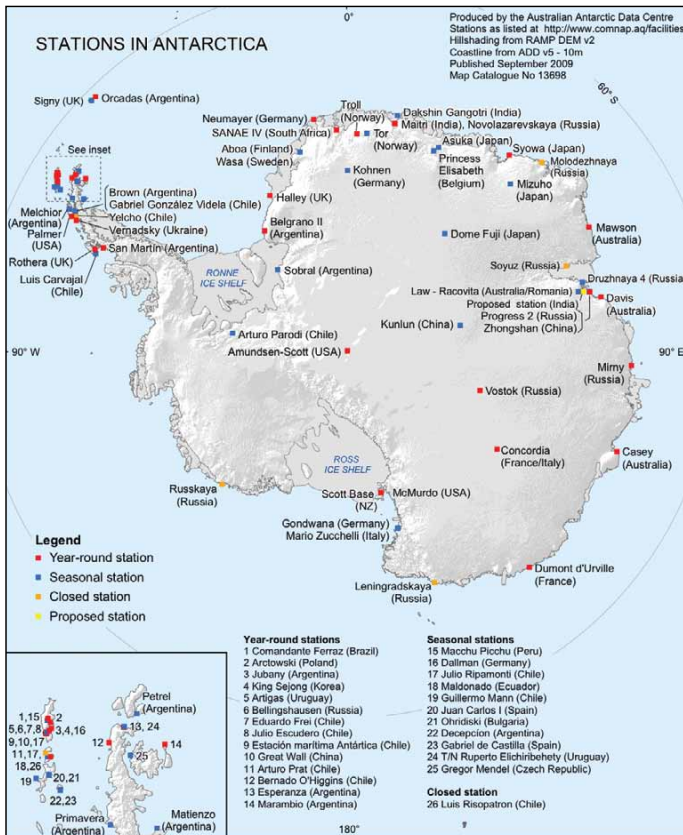 STATIONS IN ANTARCTICA
0°
Produced by the Australian Antarctic Data Centre
Stations as listed at http://www.comnap.aq/facilities
Hillshading from RAMP DEM v2
Coastline from ADD v5 - 10m
Published September 2009
Map Catalogue No 13698
60° S
Signy (UK)
Orcadas (Argentina)
Neumayer (Germany)
SANAE IV (South Africa)
Aboa (Finland)
Wasa (Sweden)
Troll
(Norway)
Tor
(Norway)
Dakshin Gangotri (India)
Maitri (India), Novolazarevskaya (Russia)
Asuka (Japan)
Princess
Elisabeth
(Belgium)
Syowa (Japan)
Molodezhnaya
(Russia)
Mizuho
(Japan)
See inset
Kohnen
(Germany)
Brown (Argentina)
Gabriel González Videla (Chile)
Yelcho (Chile)
Vernadsky (Ukraine)
Melchior
(Argentina)
Palmer
(USA)
San Martín (Argentina)
Rothera (UK)
Luis Carvajal
(Chile)
Halley (UK)
Belgrano II
(Argentina)
Dome Fuji (Japan)
Mawson
(Australia)
RONNE
ICE SHELF
Sobral (Argentina)
Soyuz (Russia)
Druzhnaya 4 (Russia)
Law - Racovita (Australia/Romania)
Proposed station (India)
Progress 2 (Russia)
Zhongshan (China)
Davis
(Australia)
Kunlun (China)
Arturo Parodi (Chile)
Amundsen-Scott (USA)
90° W
90° E
Mirny
(Russia)
Vostok (Russia)
Concordia
(France/Italy)
Casey
(Australia)
ROSS
ICE SHELF
Russkaya
(Russia)
Scott Base
(NZ)
McMurdo (USA)
Gondwana (Germany)
Mario Zucchelli (Italy)
Dumont d'Urville
(France)
Leningradskaya
(Russia)
Legend
Year-round station
Seasonal station
Closed station
Proposed station
Year-round stations
1 Comandante Ferraz (Brazil)
2 Arctowski (Poland)
3 Jubany (Argentina)
4 King Sejong (Korea)
5 Artigas (Uruguay)
6 Bellingshausen (Russia)
7 Eduardo Frei (Chile)
8 Julio Escudero (Chile)
9 Estación marítima Antártica (Chile)
10 Great Wall (China)
11 Arturo Prat (Chile)
12 Bernado O'Higgins (Chile)
13 Esperanza (Argentina)
14 Marambio (Argentina)
Seasonal stations
15 Macchu Picchu (Peru)
16 Dallman (Germany)
17 Julio Ripamonti (Chile)
18 Maldonado (Ecuador)
19 Guillermo Mann (Chile)
20 Juan Carlos I (Spain)
21 Ohridiski (Bulgaria)
22 Decepcíon (Argentina)
23 Gabriel de Castilla (Spain)
24 T/N Ruperto Elichiribehety (Uruguay)
25 Gregor Mendel (Czech Republic)
Closed station
26 Luis Risopatron (Chile)
Petrel
(Argentina)
1,15
2
5,6,7,8
3,4,16
9,10,17
11,17,
18,26
19
20,21
22,23
12
13, 24
14
25
Primavera
(Argentina)
Matienzo
(Argentina)
180°